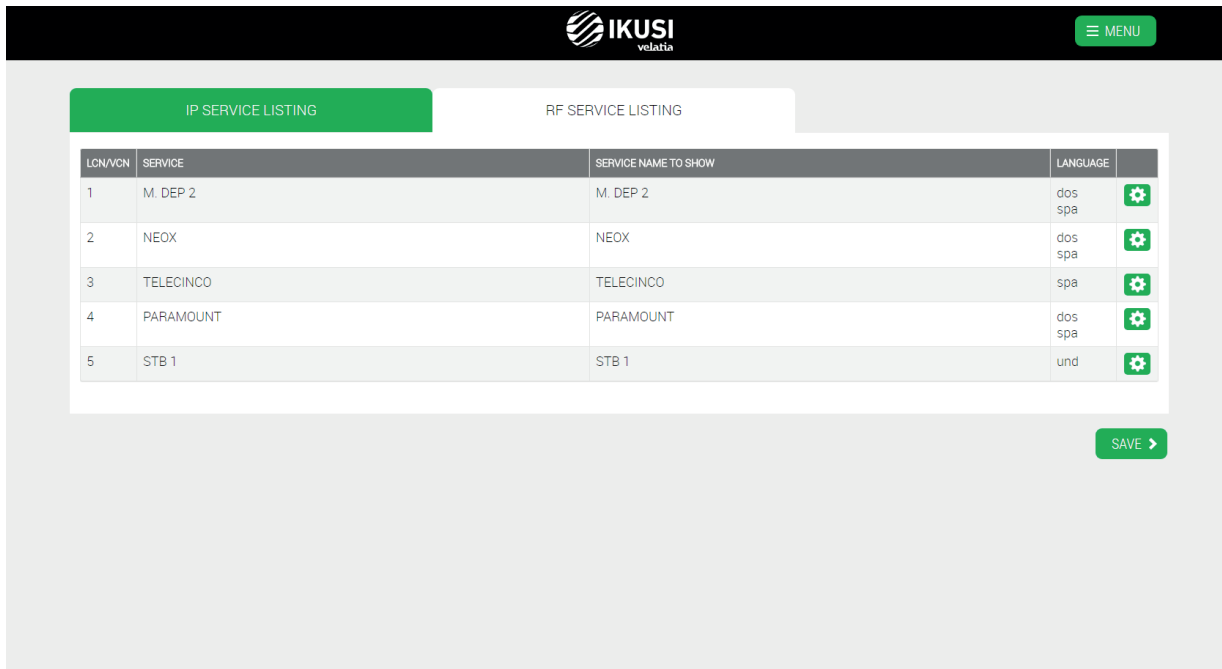 IKUSI
velatia
MENU
IP SERVICE LISTING
RF SERVICE LISTING
LCN/VCN SERVICE SERVICE NAME TO SHOW LANGUAGE
1 M. DEP 2 M. DEP 2 dos
spa
2 NEOX NEOX dos
spa
3 TELECINCO TELECINCO spa
4 PARAMOUNT PARAMOUNT dos
spa
5 STB 1 STB 1 und
SAVE